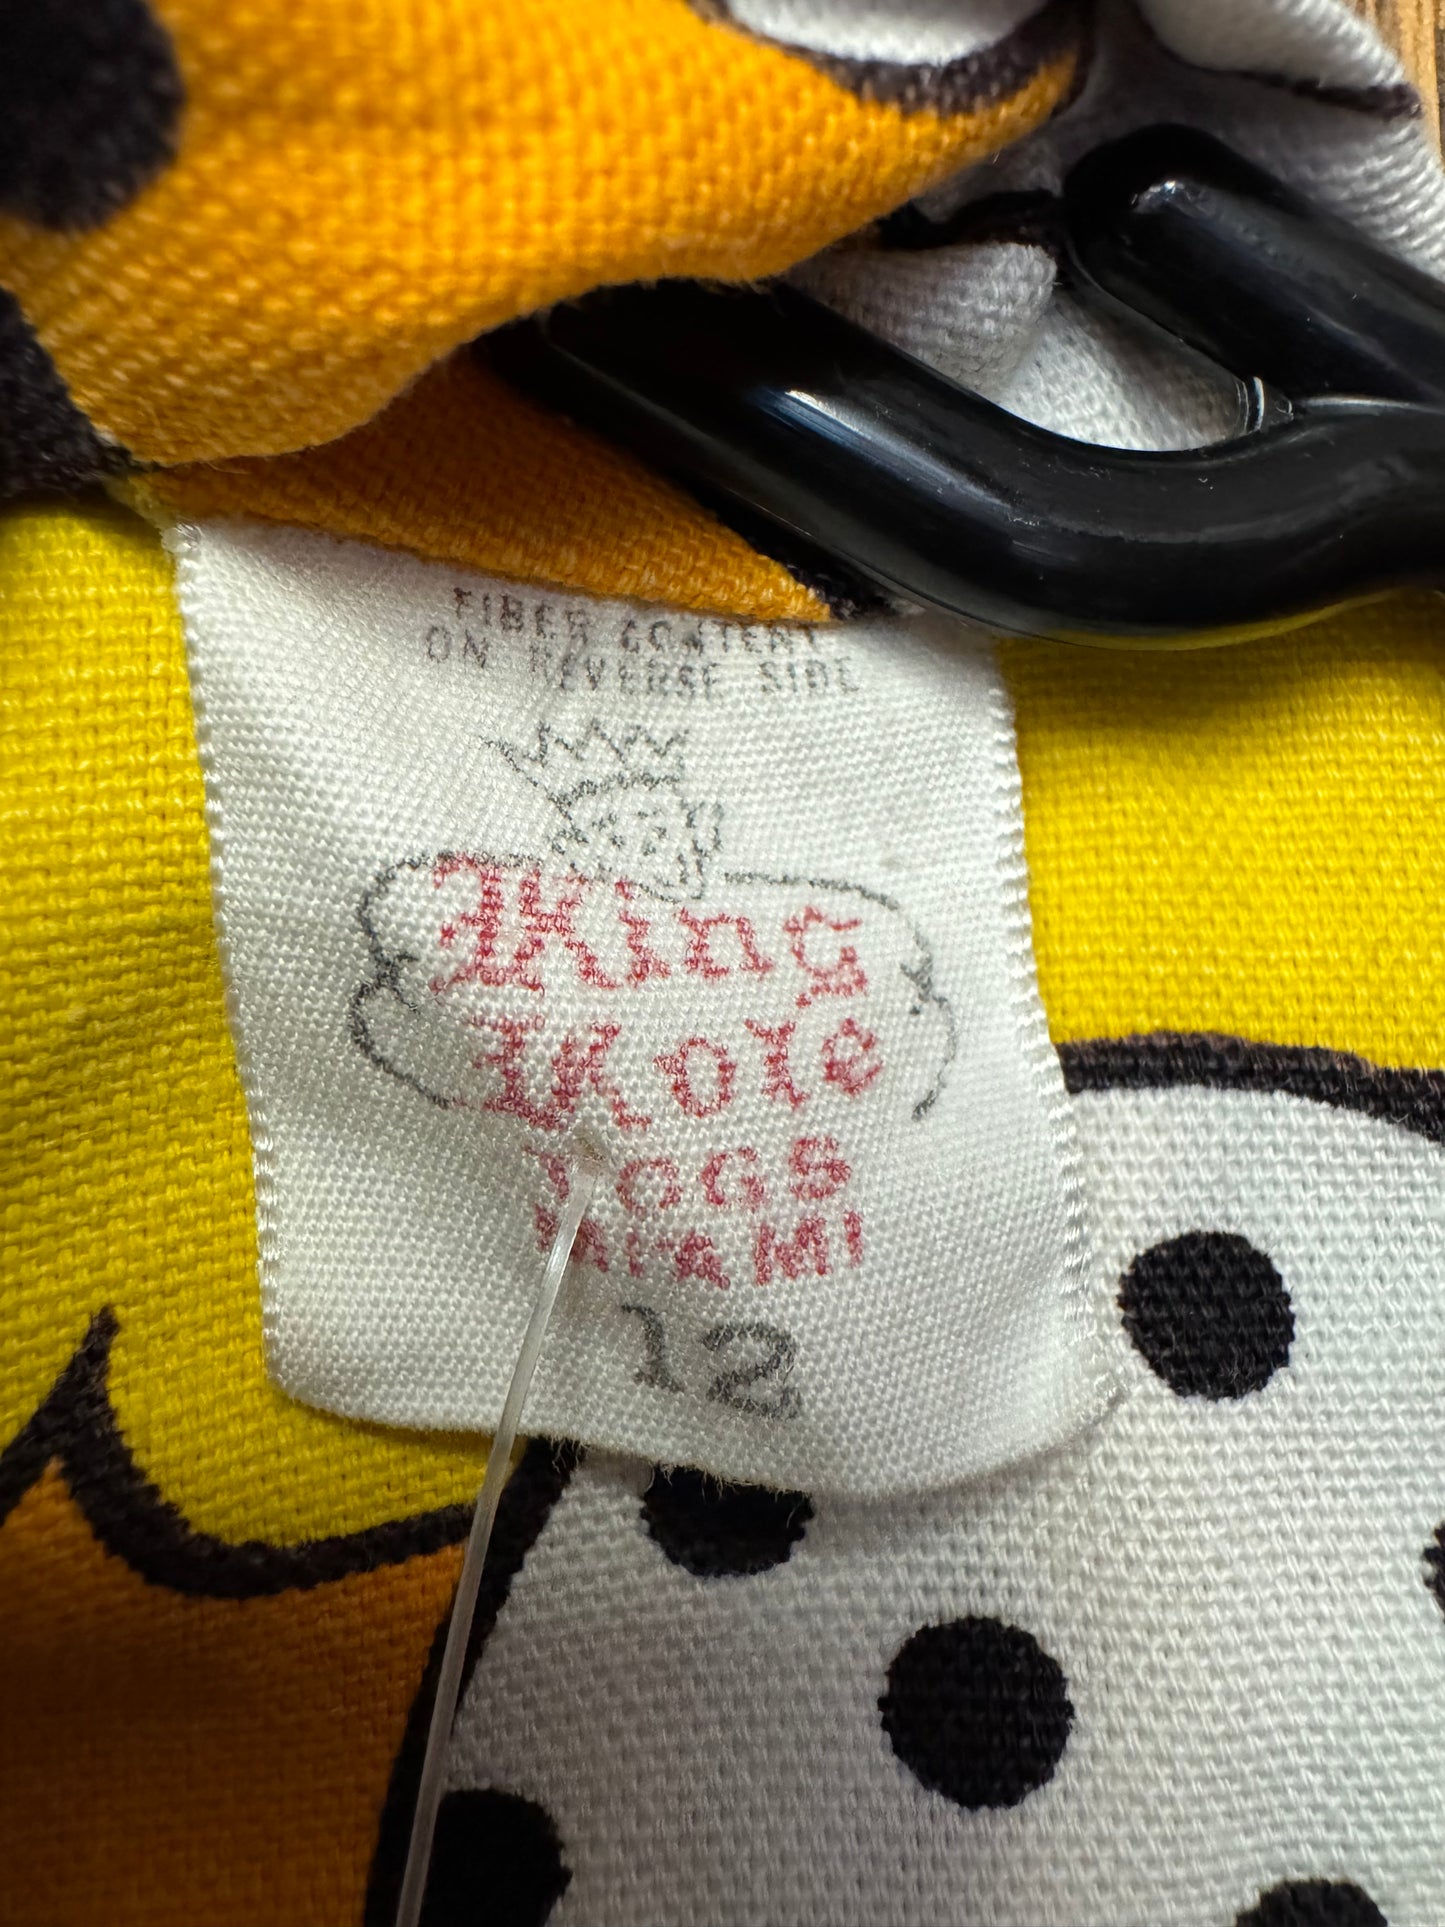 FIBER CONTENT
ON REVERSE SIDE
King
Kole
TOGS
MIAMI
12